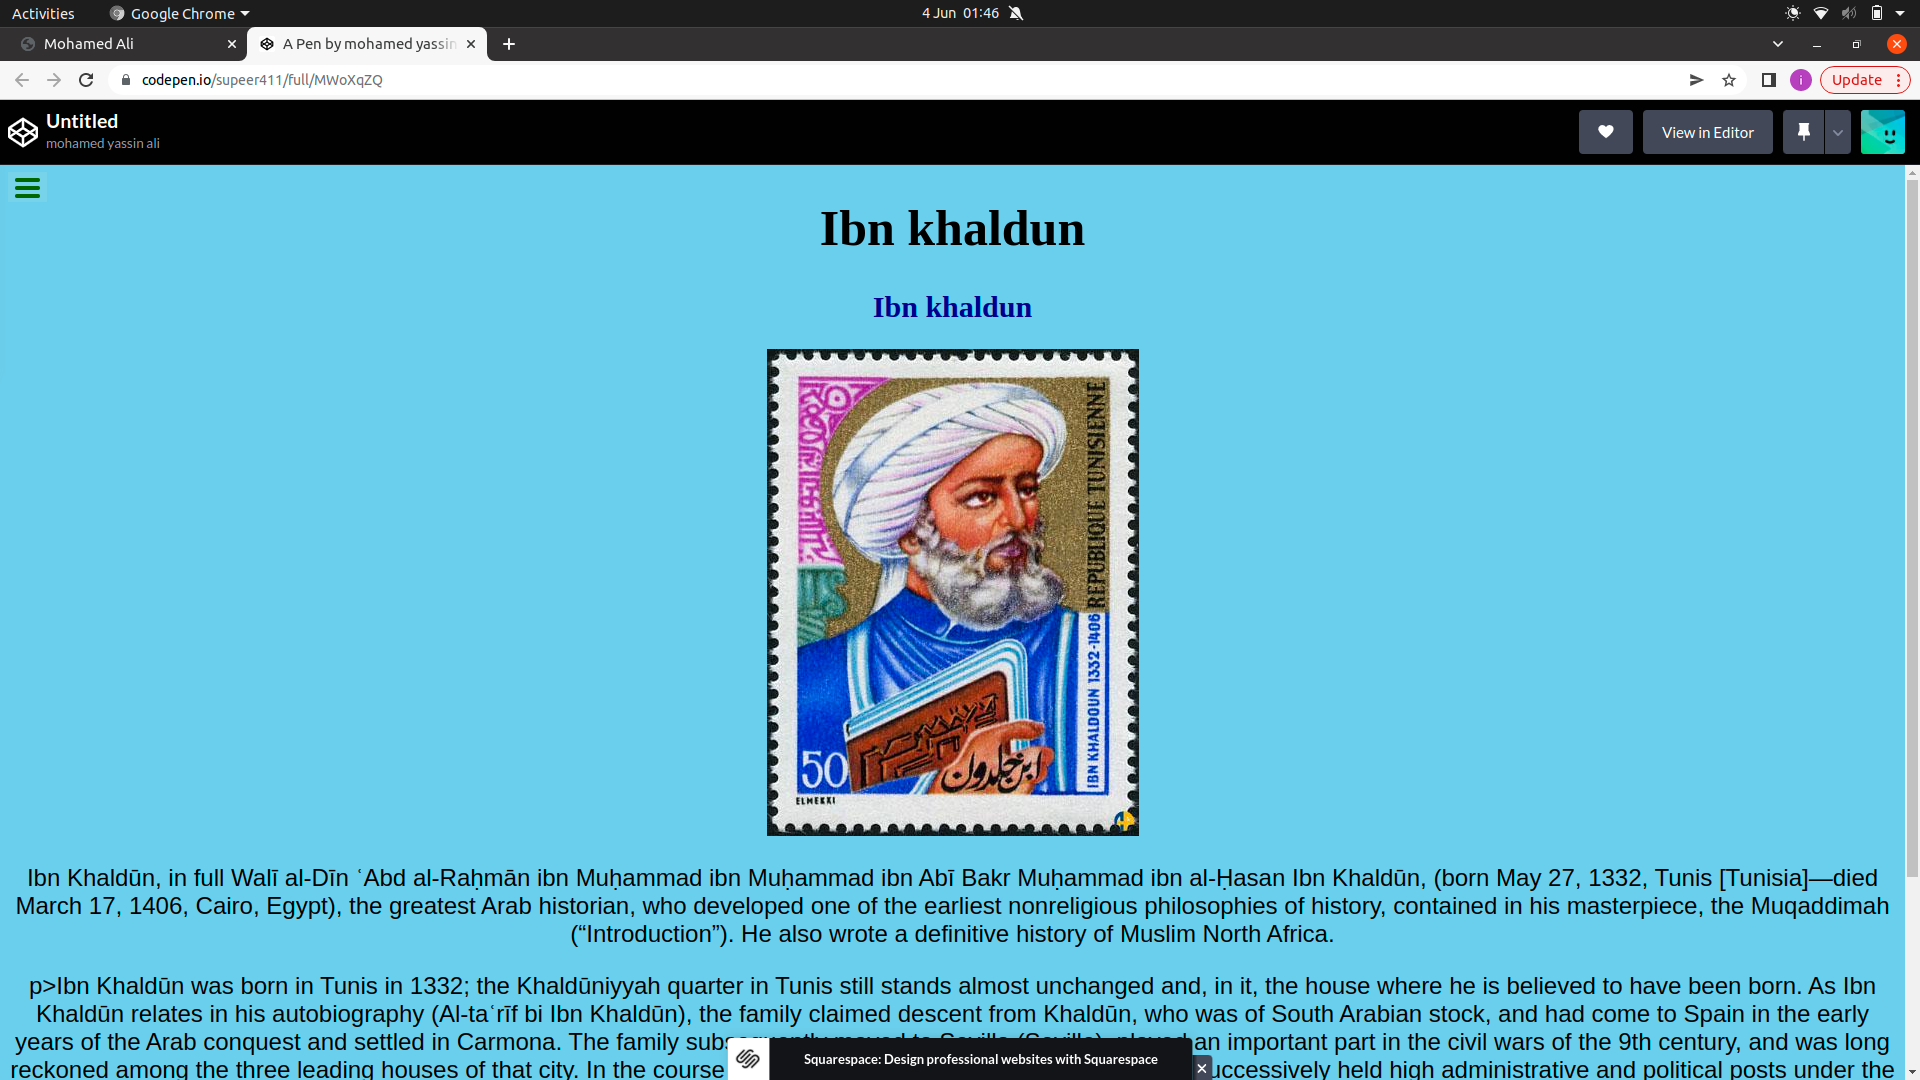 Activities
Google Chrome
4 Jun 01:46
Mohamed Ali
A Pen by mohamed yassin
codepen.io/supeer411/full/MWoXqZQ
i
Update
Untitled
mohamed yassin ali
View in Editor
Ibn khaldun
Ibn khaldun
REPUBLIQUE TUNISIENNE
IBN KHALDOUN 1332-1406
50
ابن خلدون
ELMEKKI
Ibn Khaldūn, in full Walī al-Dīn ʿAbd al-Raḥmān ibn Muḥammad ibn Muḥammad ibn Abī Bakr Muḥammad ibn al-Ḥasan Ibn Khaldūn, (born May 27, 1332, Tunis [Tunisia]—died
March 17, 1406, Cairo, Egypt), the greatest Arab historian, who developed one of the earliest nonreligious philosophies of history, contained in his masterpiece, the Muqaddimah
(“Introduction”). He also wrote a definitive history of Muslim North Africa.
p>Ibn Khaldūn was born in Tunis in 1332; the Khaldūniyyah quarter in Tunis still stands almost unchanged and, in it, the house where he is believed to have been born. As Ibn
Khaldūn relates in his autobiography (Al-taʿrīf bi Ibn Khaldūn), the family claimed descent from Khaldūn, who was of South Arabian stock, and had come to Spain in the early
years of the Arab conquest and settled in Carmona. The family subsequently moved to Sevilla (Seville), played an important part in the civil wars of the 9th century, and was long
reckoned among the three leading houses of that city. In the course uccessively held high administrative and political posts under the
Squarespace: Design professional websites with Squarespace